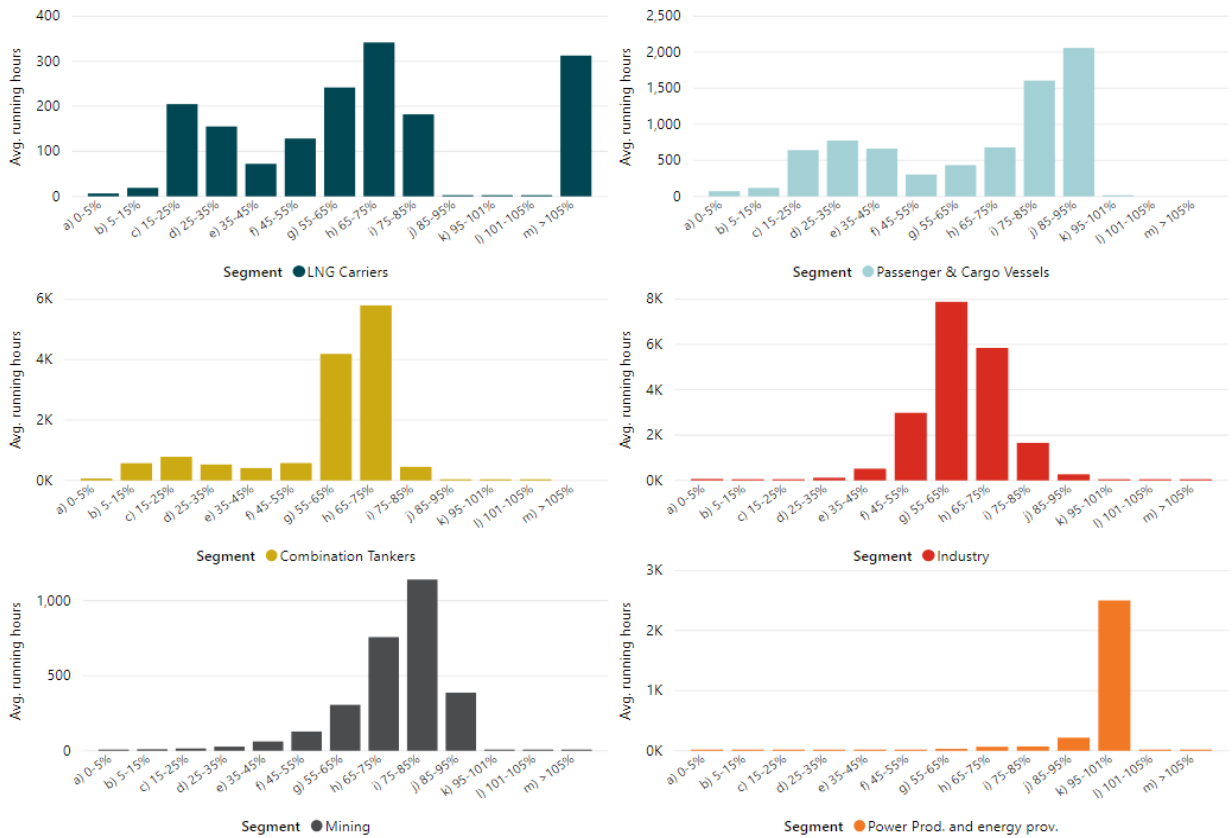 Avg. running hours
400
300
200
100
0
a) 0-5%
b) 5-15%
c) 15-25%
d) 25-35%
e) 35-45%
f) 45-55%
g) 55-65%
h) 65-75%
i) 75-85%
j) 85-95%
k) 95-101%
l) 101-105%
m) >105%
Segment LNG Carriers
Avg. running hours
2,500
2,000
1,500
1,000
500
0
a) 0-5%
b) 5-15%
c) 15-25%
d) 25-35%
e) 35-45%
f) 45-55%
g) 55-65%
h) 65-75%
i) 75-85%
j) 85-95%
k) 95-101%
l) 101-105%
m) >105%
Segment Passenger & Cargo Vessels
Avg. running hours
6K
4K
2K
0K
a) 0-5%
b) 5-15%
c) 15-25%
d) 25-35%
e) 35-45%
f) 45-55%
g) 55-65%
h) 65-75%
i) 75-85%
j) 85-95%
k) 95-101%
l) 101-105%
m) >105%
Segment Combination Tankers
Avg. running hours
8K
6K
4K
2K
0K
a) 0-5%
b) 5-15%
c) 15-25%
d) 25-35%
e) 35-45%
f) 45-55%
g) 55-65%
h) 65-75%
i) 75-85%
j) 85-95%
k) 95-101%
l) 101-105%
m) >105%
Segment Industry
Avg. running hours
1,000
500
0
a) 0-5%
b) 5-15%
c) 15-25%
d) 25-35%
e) 35-45%
f) 45-55%
g) 55-65%
h) 65-75%
i) 75-85%
j) 85-95%
k) 95-101%
l) 101-105%
m) >105%
Segment Mining
Avg. running hours
3K
2K
1K
0K
a) 0-5%
b) 5-15%
c) 15-25%
d) 25-35%
e) 35-45%
f) 45-55%
g) 55-65%
h) 65-75%
i) 75-85%
j) 85-95%
k) 95-101%
l) 101-105%
m) >105%
Segment Power Prod. and energy prov.